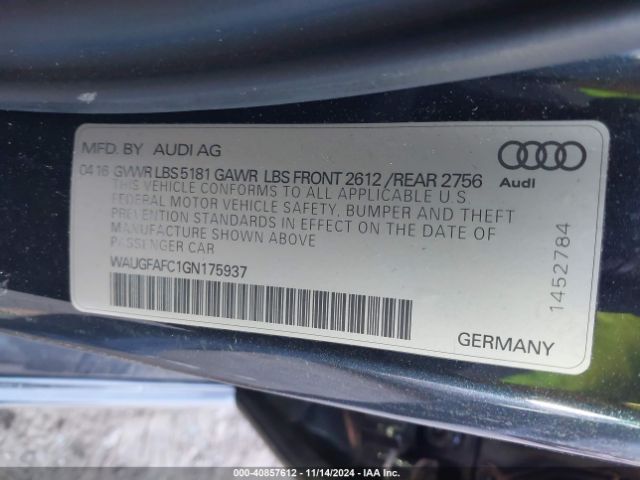 MFD. BY AUDI AG
04 16 GVWR LBS 5181 GAWR LBS FRONT 2612 / REAR 2756
THIS VEHICLE CONFORMS TO ALL APPLICABLE U.S
FEDERAL MOTOR VEHICLE SAFETY, BUMPER AND THEFT
PREVENTION STANDARDS IN EFFECT ON THE DATE OF
MANUFACTURE SHOWN ABOVE
PASSENGER CAR
WAUGFAFC1GN175937
Audi
1452784
GERMANY
000-40857612 - 11/14/2024 - IAA Inc.